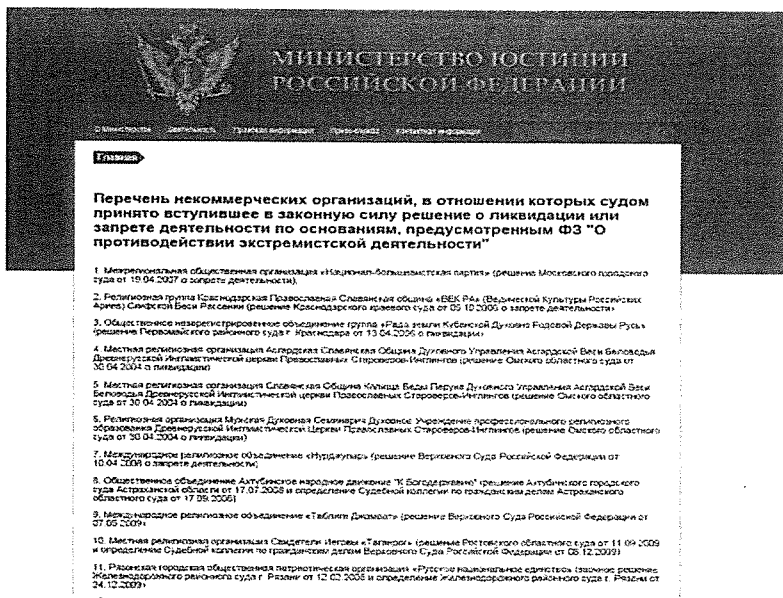 МИНИСТЕРСТВО ЮСТИЦИИ
РОССИЙСКОЙ ФЕДЕРАЦИИ
О Министерстве Деятельность Правовая информация Пресс-служба Контактная информация
Главная
Перечень некоммерческих организаций, в отношении которых судом
принято вступившее в законную силу решение о ликвидации или
запрете деятельности по основаниям, предусмотренным ФЗ "О
противодействии экстремистской деятельности"
1. Межрегиональная общественная организация «Национал-большевистская партия» (решение Московского городского
суда от 19.04.2007 о запрете деятельности);
2. Религиозная группа Краснодарская Православная Славянская община «ВЕК РА» (Ведической Культуры Российских
Ариев) Скифской Веси Рассении (решение Краснодарского краевого суда от 05.10.2006 о запрете деятельности»
3. Общественное незарегистрированное объединение группа «Рада земли Кубанской Духовно Родовой Державы Русь»
(решение Первомайского районного суда г. Краснодара от 13.04.2006 о ликвидации»
4. Местная религиозная организация Асгардская Славянская Община Духовного Управления Асгардской Веси Беловодья
Древнерусской Инглиистической церкви Православных Староверов-Инглингов (решение Омского областного суда от
30.04.2004 о ликвидации)
5. Местная религиозная организация Славянская Община Капища Веды Перуна Духовного Управления Асгардской Веси
Беловодья Древнерусской Инглиистической церкви Православных Староверов-Инглингов (решение Омского областного
суда от 30.04.2004 о ликвидации)
6. Религиозная организация Мужская Духовная Семинария Духовное Учреждение профессионального религиозного
образования Древнерусской Инглиистической Церкви Православных Староверов-Инглингов (решение Омского областного
суда от 30.04.2004 о ликвидации)
7. Международное религиозное объединение «Нурджулар» (решение Верховного Суда Российской Федерации от
10.04.2008 о запрете деятельности)
8. Общественное объединение Ахтубинское народное движение "К Богодержавию" (решение Ахтубинского городского
суда Астраханской области от 17.07.2006 и определение Судебной коллегии по гражданским делам Астраханского
областного суда от 17.09.2006)
9. Международное религиозное объединение «Таблиги Джамаат» (решение Верховного Суда Российской Федерации от
07.05.2009)
10. Местная религиозная организация Свидетели Иеговы «Таганрог» (решение Ростовского областного суда от 11.09.2009
и определение Судебной коллегии по гражданским делам Верховного Суда Российской Федерации от 08.12.2009)
11. Рязанская городская общественная патриотическая организация «Русское национальное единство» (заочное решение
Железнодорожного районного суда г. Рязани от 12.02.2008 и определение Железнодорожного районного суда г. Рязани от
24.12.2009)